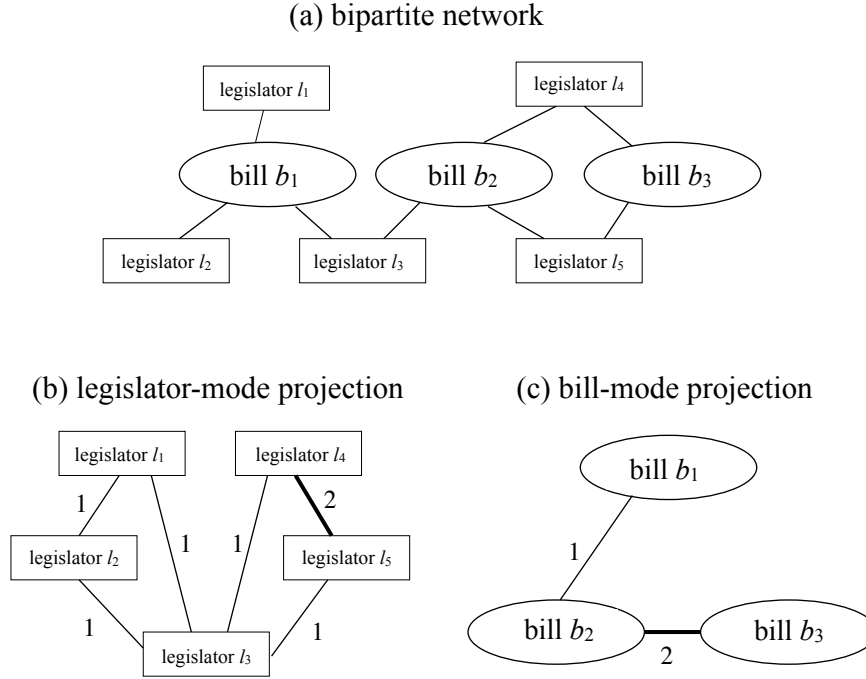 (a) bipartite network
legislator l₁
legislator l₄
bill b₁
bill b₂
bill b₃
legislator l₂
legislator l₃
legislator l₅
(b) legislator-mode projection
(c) bill-mode projection
legislator l₁
legislator l₄
bill b₁
1
2
legislator l₂
1
1
legislator l₅
1
1
1
legislator l₃
bill b₂
2
bill b₃